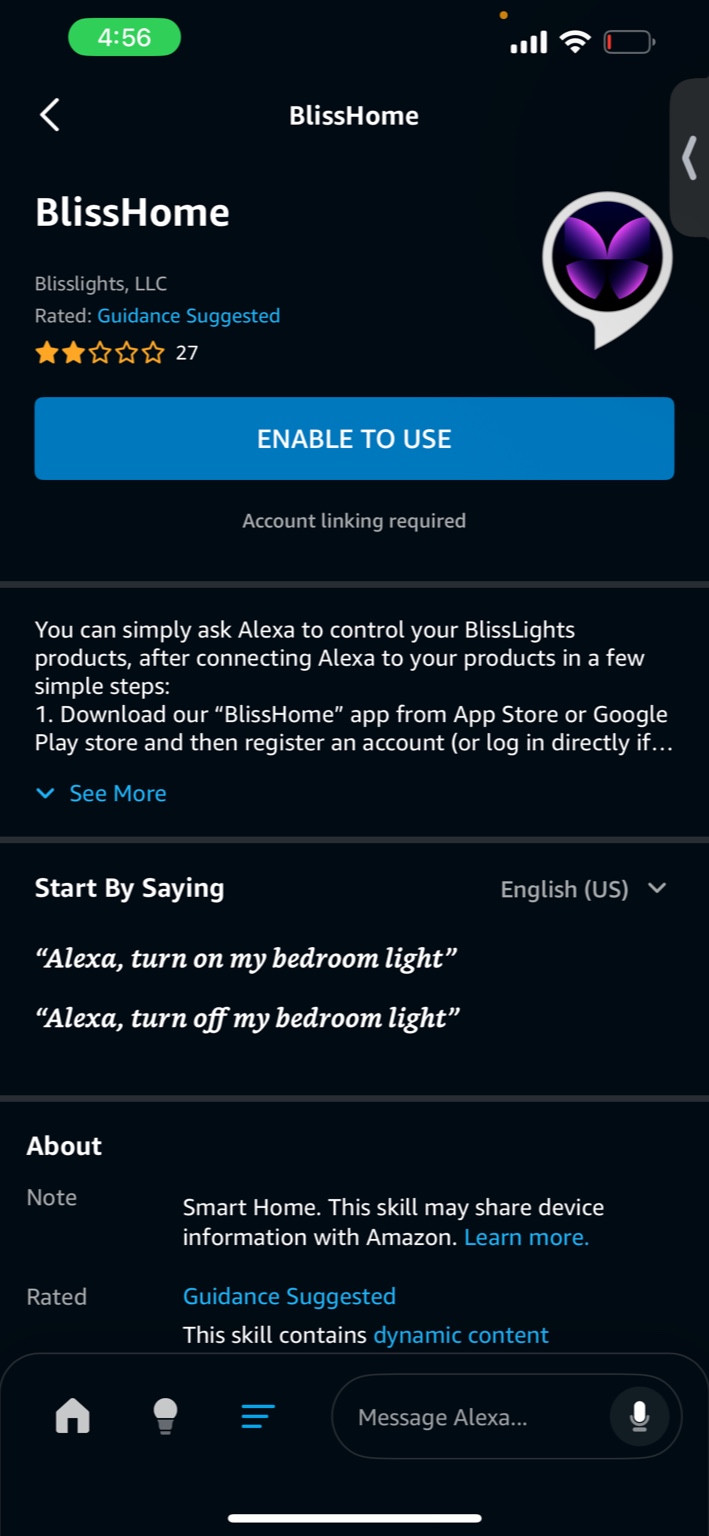 4:56
BlissHome
BlissHome
Blisslights, LLC
Rated: Guidance Suggested
27
ENABLE TO USE
Account linking required
You can simply ask Alexa to control your BlissLights
products, after connecting Alexa to your products in a few
simple steps:
1. Download our “BlissHome” app from App Store or Google
Play store and then register an account (or log in directly if...
See More
Start By Saying
English (US)
“Alexa, turn on my bedroom light”
“Alexa, turn off my bedroom light”
About
Note
Smart Home. This skill may share device
information with Amazon. Learn more.
Rated
Guidance Suggested
This skill contains dynamic content
Message Alexa...